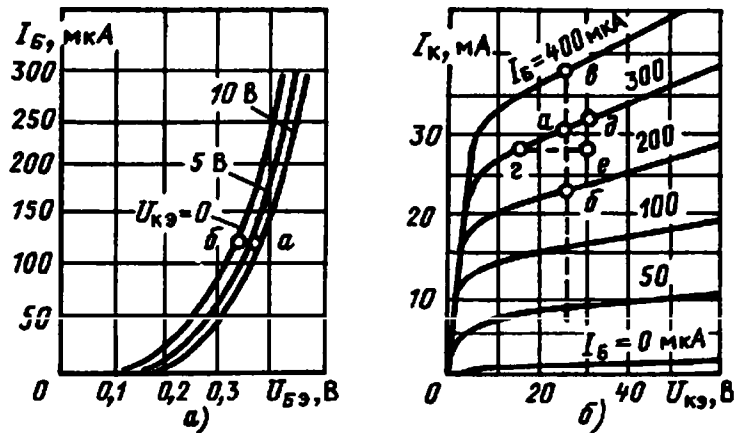 I_Б, мкА
300
250
200
150
100
50
0
10 В
5 В
U_КЭ=0
б
а
0,1
0,2
0,3
U_БЭ, В
а)
I_К, мА
I_Б=400 мкА
300
200
100
50
I_Б=0 мкА
30
20
10
0
в
а
д
г
е
б
20
40
U_КЭ, В
б)